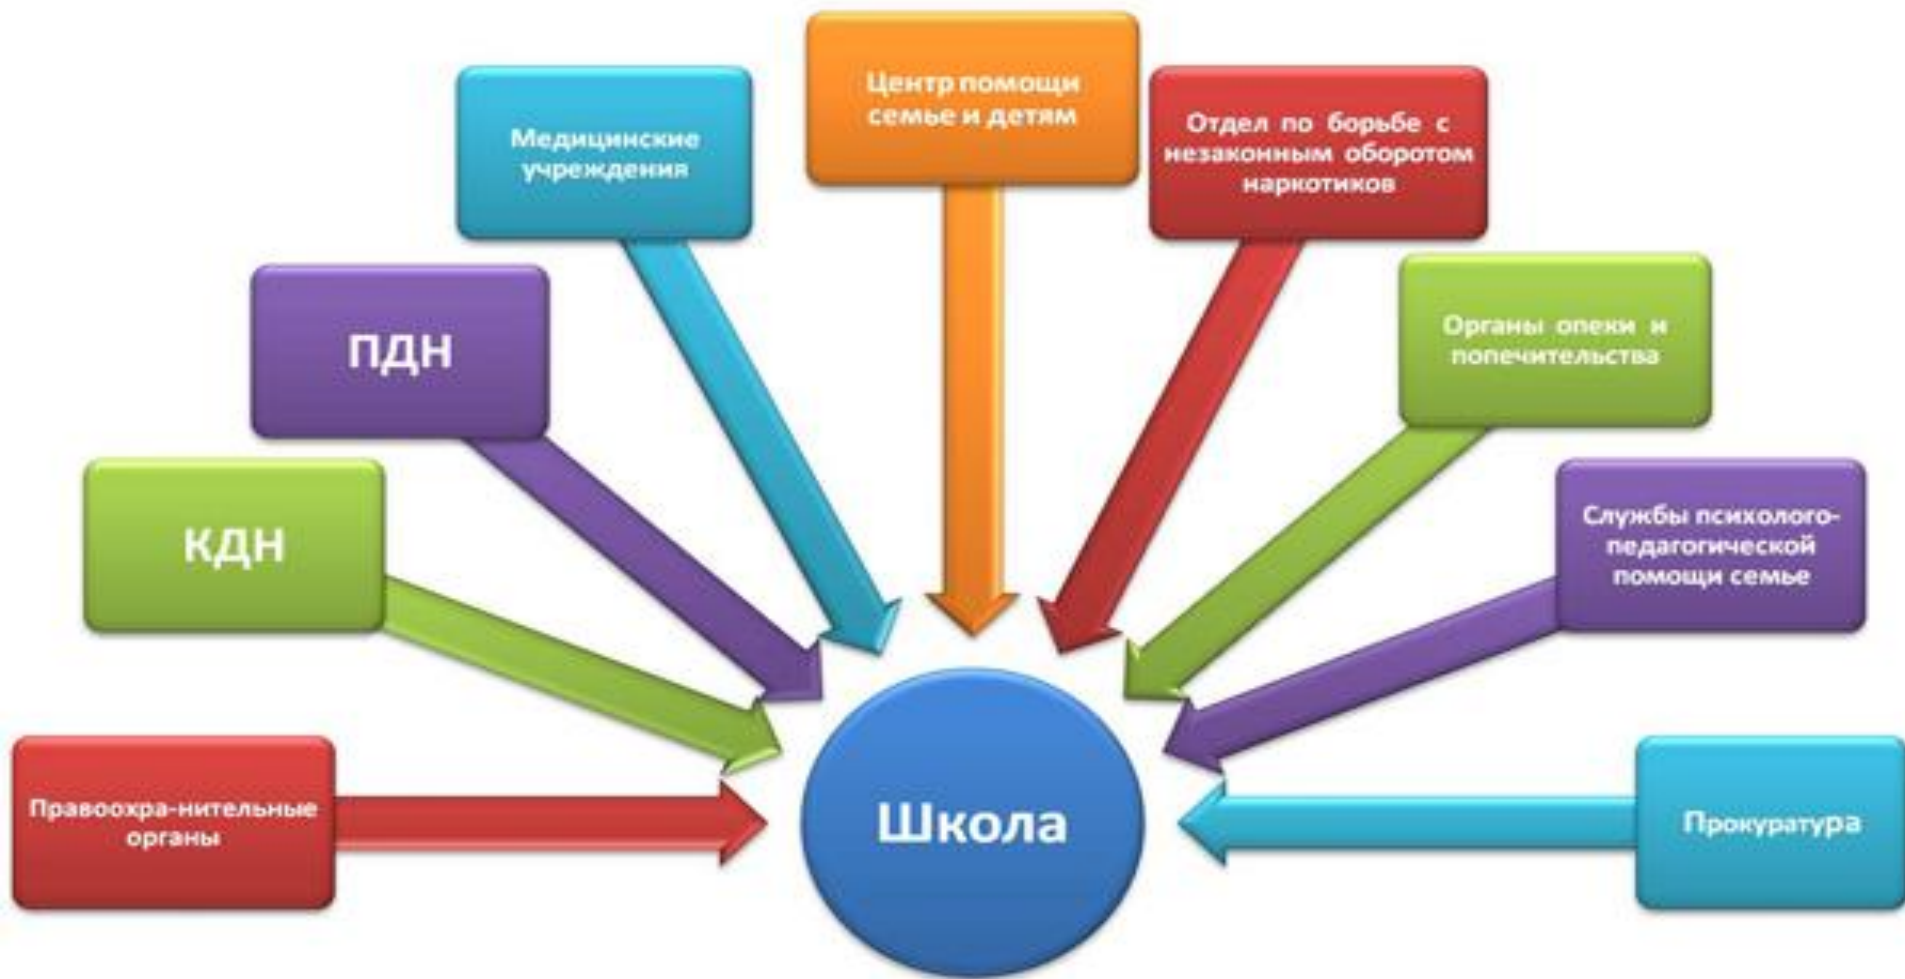 Центр помощи
семье и детям
Медицинские
учреждения
Отдел по борьбе с
незаконным оборотом
наркотиков
ПДН
Органы опеки и
попечительства
КДН
Службы психолого-
педагогической
помощи семье
Правоохра-нительные
органы
Школа
Прокуратура